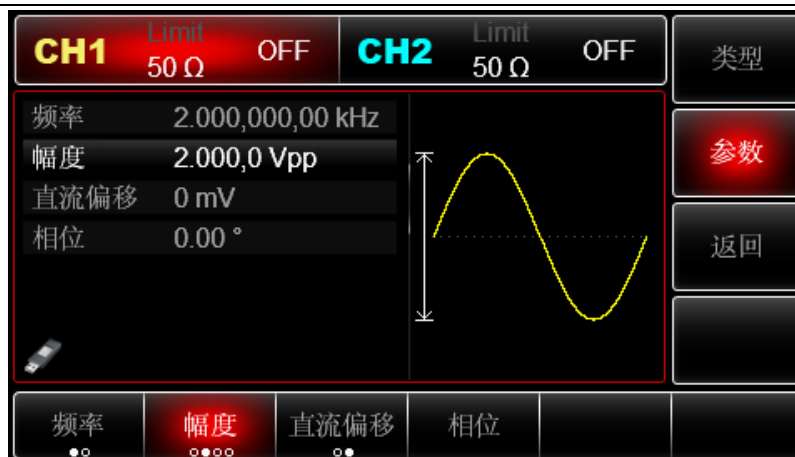 CH1 Limit 50 Ω OFF CH2 Limit 50 Ω OFF
类型
频率 2.000,000,00 kHz
幅度 2.000,0 Vpp
直流偏移 0 mV
相位 0.00 °
参数
返回
频率 幅度 直流偏移 相位